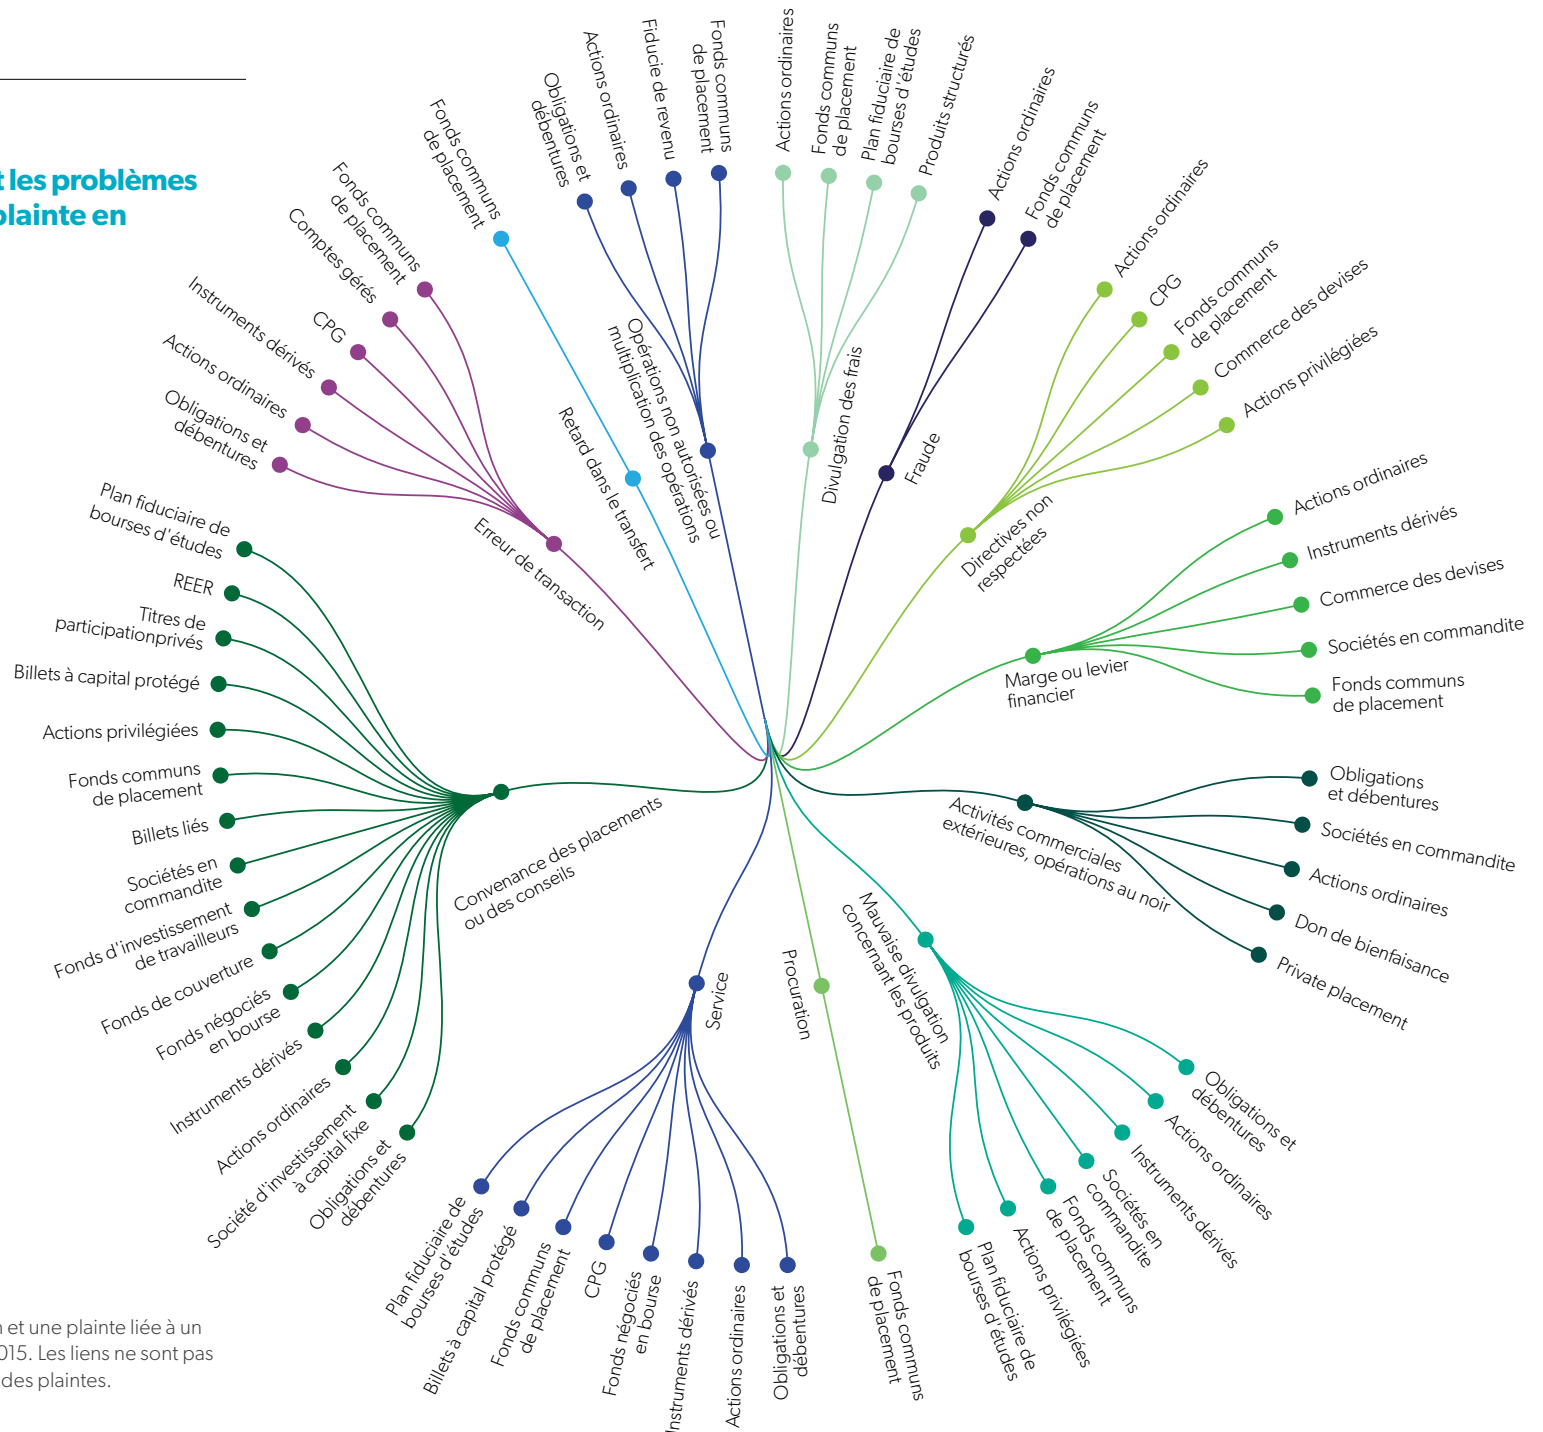 t les problèmes
plainte en
Fonds communs
de placement
Obligations et
débentures
Actions ordinaires
Fiducie de revenu
Fonds communs
de placement
Actions ordinaires
Fonds communs
de placement
Plan fiduciaire de
bourses d'études
Produits structurés
Actions ordinaires
Fonds communs
de placement
Actions ordinaires
CPG
Fonds communs
de placement
Commerce des devises
Actions privilégiées
Actions ordinaires
Instruments dérivés
Commerce des devises
Sociétés en commandite
Fonds communs
de placement
Obligations
et débentures
Sociétés en commandite
Actions ordinaires
Don de bienfaisance
Private placement
Obligations et
débentures
Actions ordinaires
Instruments dérivés
Sociétés en
commandite
Fonds communs
de placement
Actions privilégiées
Plan fiduciaire de
bourses d'études
Fonds communs
de placement
Obligations et
débentures
Actions ordinaires
Instruments dérivés
Fonds négociés
en bourse
CPG
Fonds communs
de placement
Billets à capital protégé
Plan fiduciaire de
bourses d'études
Obligations et
débentures
Société d'investissement
à capital fixe
Actions ordinaires
Instruments dérivés
Fonds négociés
en bourse
Fonds de couverture
Fonds d'investissement
de travailleurs
Sociétés en
commandite
Billets liés
Fonds communs
de placement
Actions privilégiées
Billets à capital protégé
Titres de
participationprivés
REER
Plan fiduciaire de
bourses d'études
Obligations et
débentures
Actions ordinaires
Instruments dérivés
CPG
Comptes gérés
Fonds communs
de placement
Retard dans le transfert
Opérations non autorisées ou
multiplication des opérations
Divulgation des frais
Fraude
Directives non
respectées
Marge ou levier
financier
Activités commerciales
extérieures, opérations au noir
Mauvaise divulgation
concernant les produits
Procuration
Service
Convenance des placements
ou des conseils
Erreur de transaction
n et une plainte liée à un
015. Les liens ne sont pas
des plaintes.